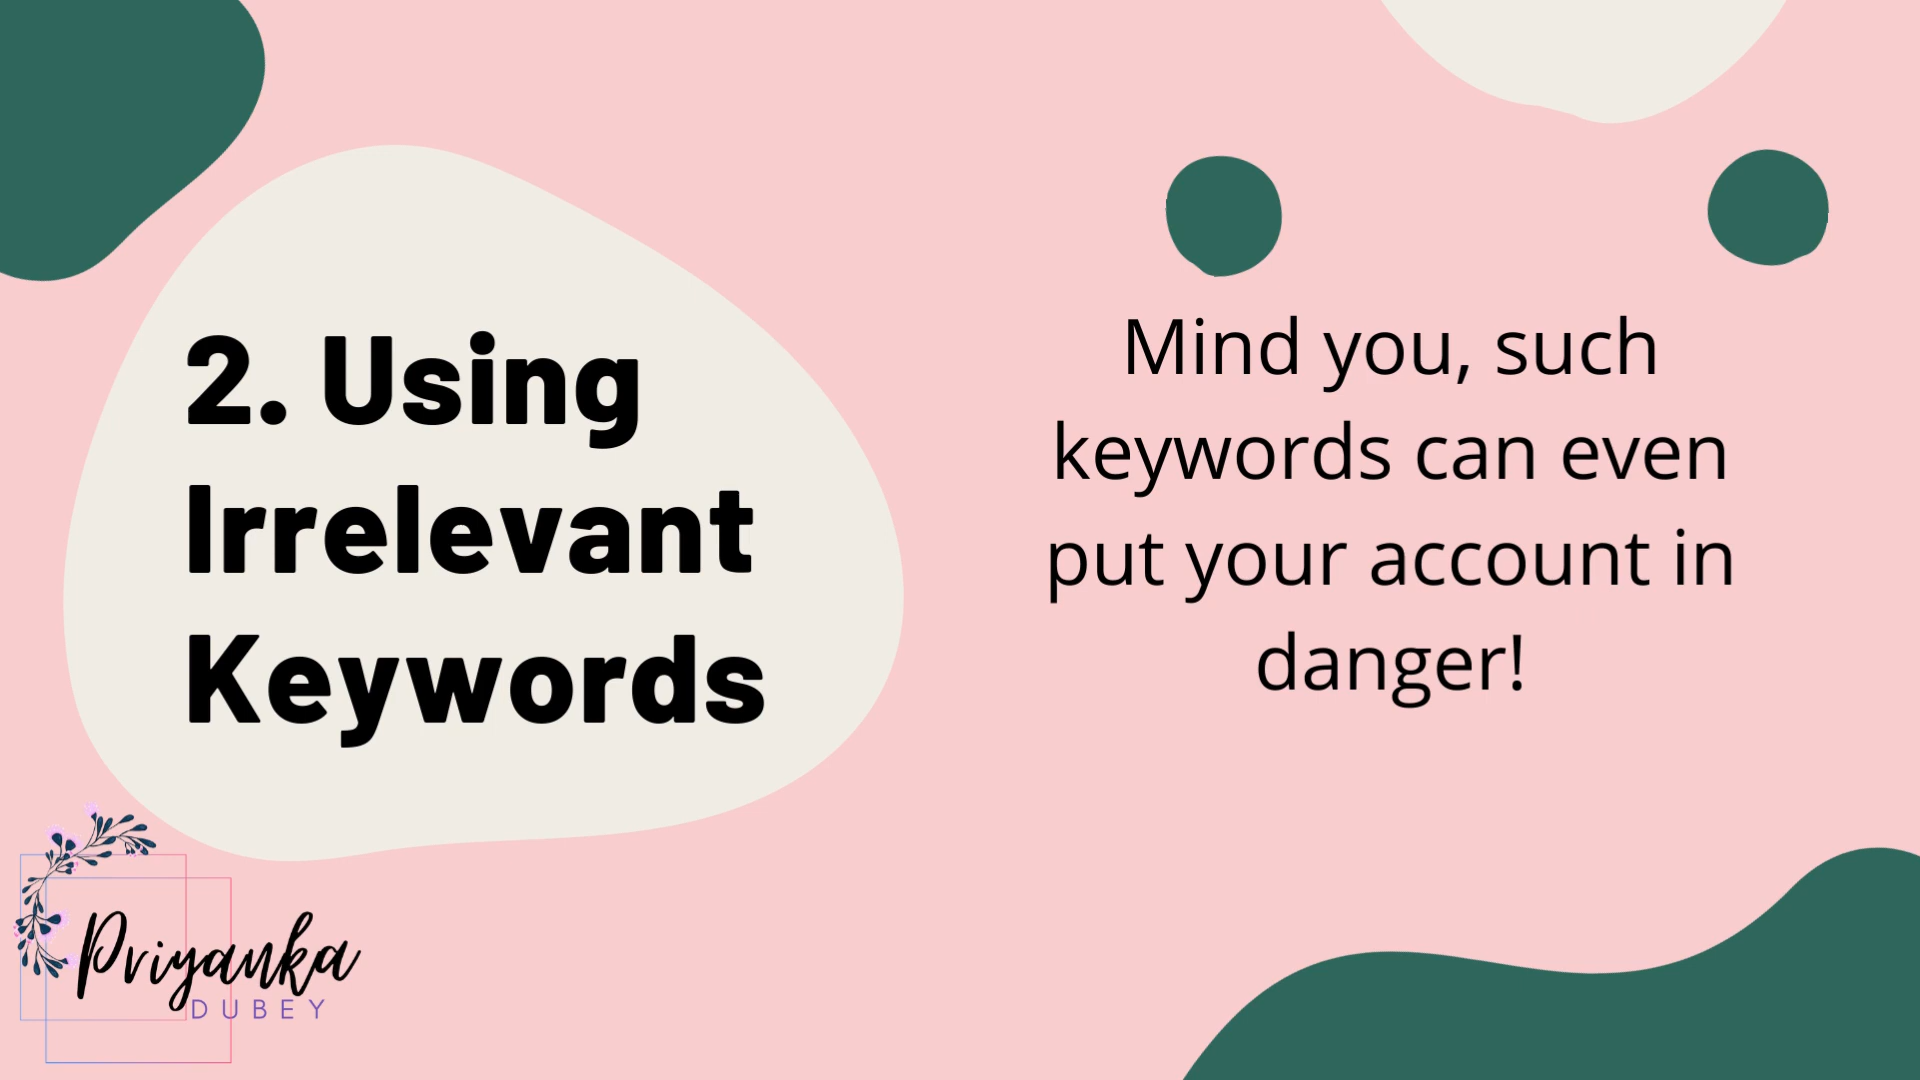 2. Using
Irrelevant
Keywords
Mind you, such
keywords can even
put your account in
danger!
Priyanka
DUBEY